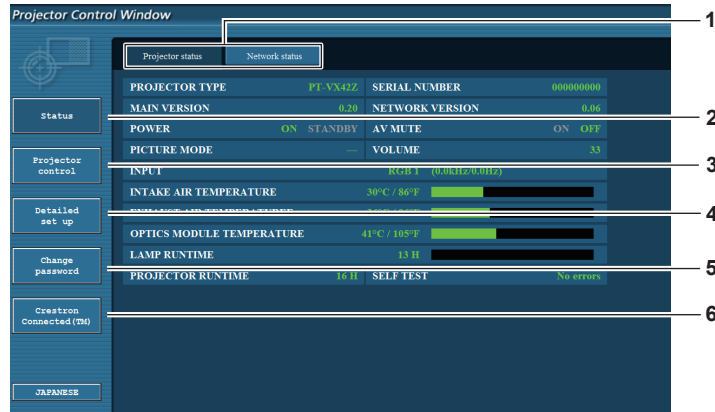 Projector Control Window
1
Projector status Network status
PROJECTOR TYPE PT-VX42Z SERIAL NUMBER 000000000
MAIN VERSION 0.20 NETWORK VERSION 0.06
Status
2
POWER ON STANDBY AV MUTE ON OFF
PICTURE MODE — VOLUME 33
Projector control
3
INPUT RGB 1 (0.0kHz/0.0Hz)
INTAKE AIR TEMPERATURE 30°C / 86°F
Detailed set up
4
OPTICS MODULE TEMPERATURE 41°C / 105°F
LAMP RUNTIME 13 H
Change password
5
PROJECTOR RUNTIME 16 H SELF TEST No errors
Crestron Connected(TM)
6
JAPANESE